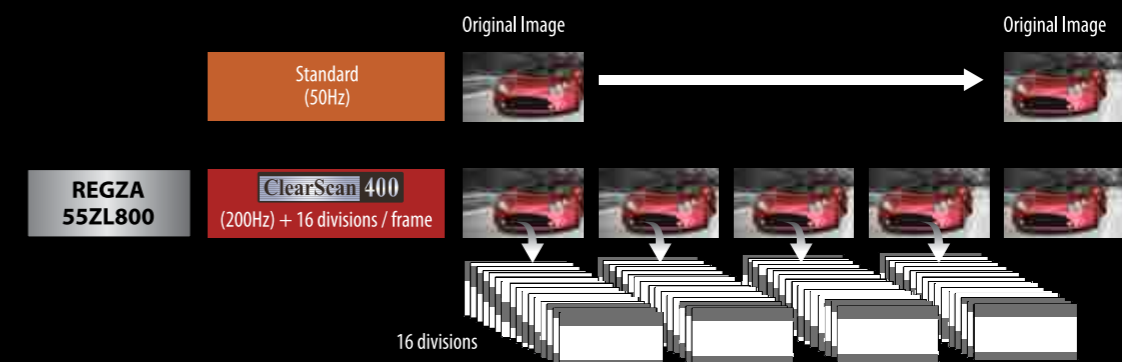 Original Image
Original Image
Standard
(50Hz)
REGZA
55ZL800
ClearScan 400
(200Hz) + 16 divisions / frame
16 divisions